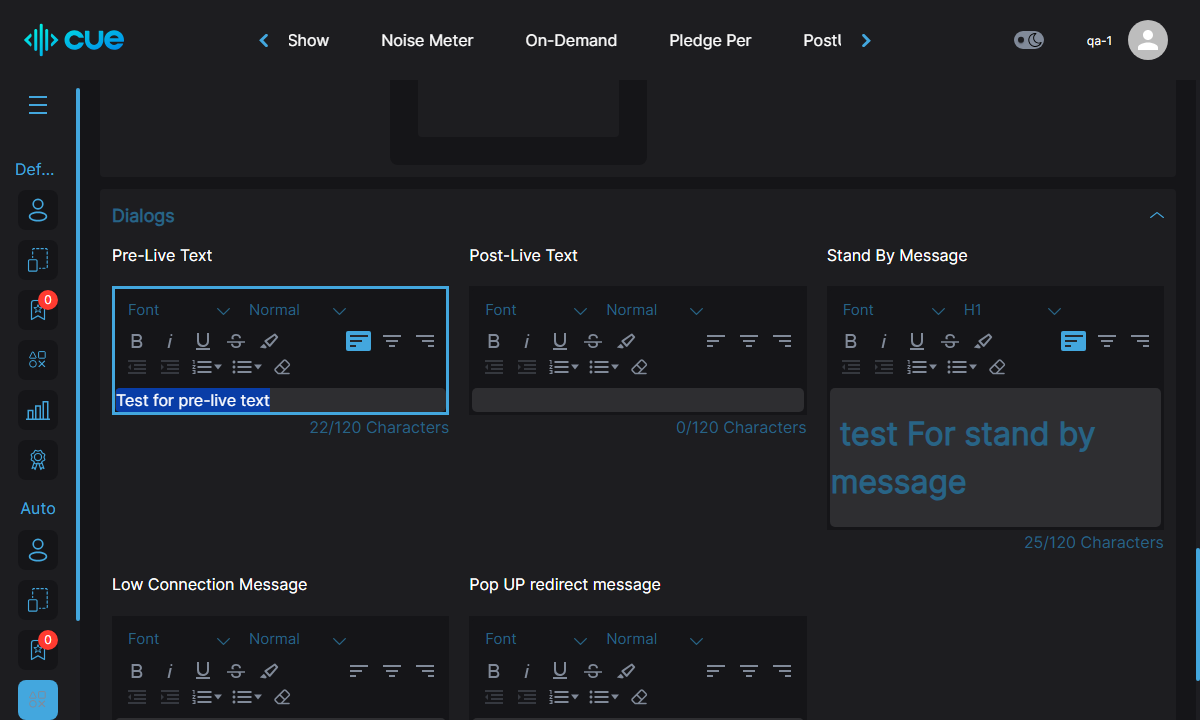 cue
Show
Noise Meter
On-Demand
Pledge Per
Post
qa-1
Def...
0
Auto
0
Dialogs
Pre-Live Text
Post-Live Text
Stand By Message
Font
Normal
Font
Normal
Font
H1
B i U S
B i U S
B i U S
Test for pre-live text
22/120 Characters
0/120 Characters
test For stand by
message
25/120 Characters
Low Connection Message
Pop UP redirect message
Font
Normal
Font
Normal
B i U S
B i U S